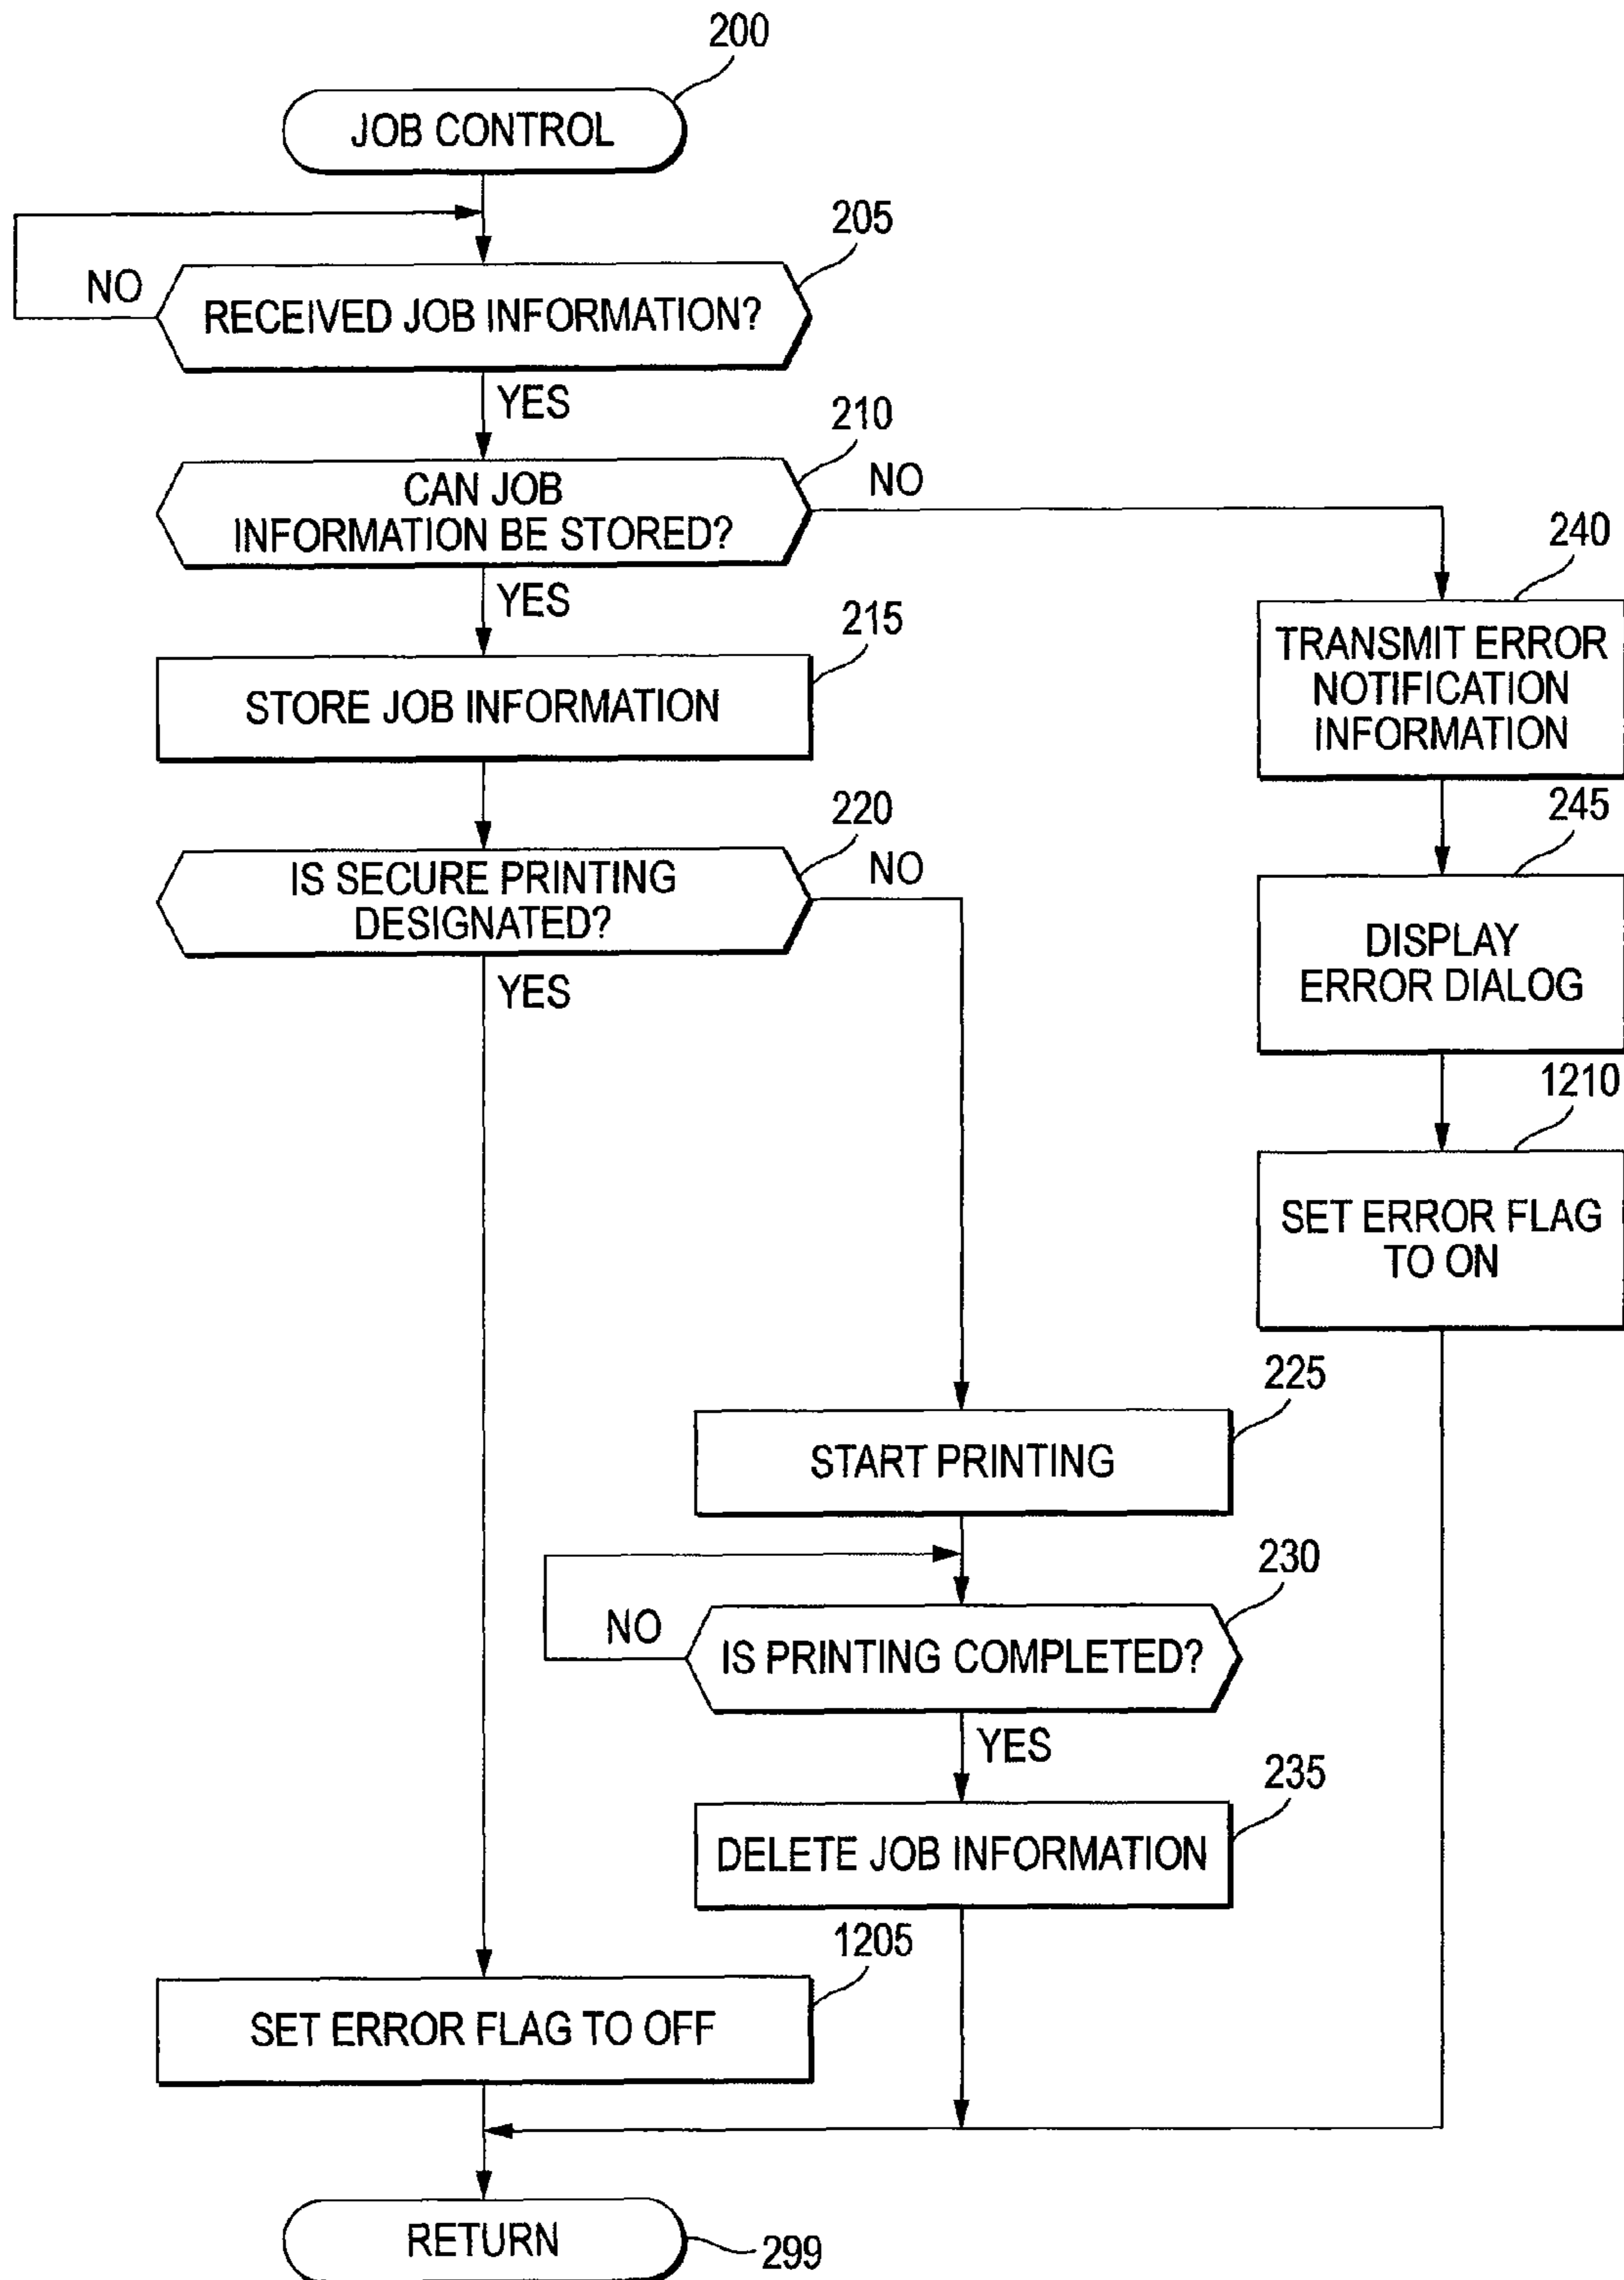 200
JOB CONTROL
205
NO
RECEIVED JOB INFORMATION?
YES
210
NO
CAN JOB
INFORMATION BE STORED?
YES
240
TRANSMIT ERROR
NOTIFICATION
INFORMATION
215
STORE JOB INFORMATION
245
DISPLAY
ERROR DIALOG
220
NO
IS SECURE PRINTING
DESIGNATED?
YES
1210
SET ERROR FLAG
TO ON
225
START PRINTING
230
NO
IS PRINTING COMPLETED?
YES
235
DELETE JOB INFORMATION
1205
SET ERROR FLAG TO OFF
RETURN
299